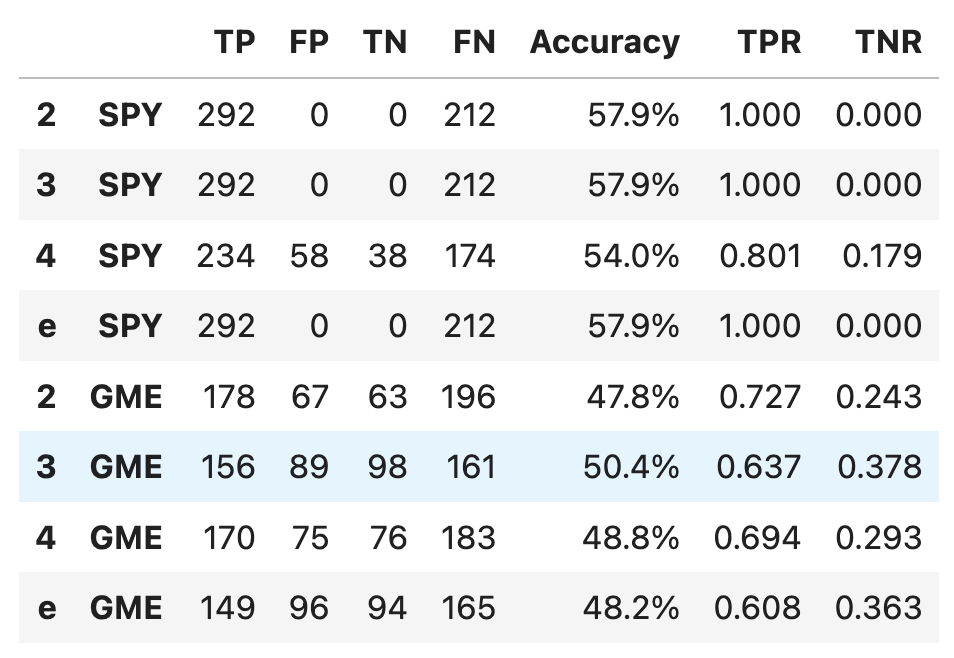 TP FP TN FN Accuracy TPR TNR
2 SPY 292 0 0 212 57.9% 1.000 0.000
3 SPY 292 0 0 212 57.9% 1.000 0.000
4 SPY 234 58 38 174 54.0% 0.801 0.179
e SPY 292 0 0 212 57.9% 1.000 0.000
2 GME 178 67 63 196 47.8% 0.727 0.243
3 GME 156 89 98 161 50.4% 0.637 0.378
4 GME 170 75 76 183 48.8% 0.694 0.293
e GME 149 96 94 165 48.2% 0.608 0.363